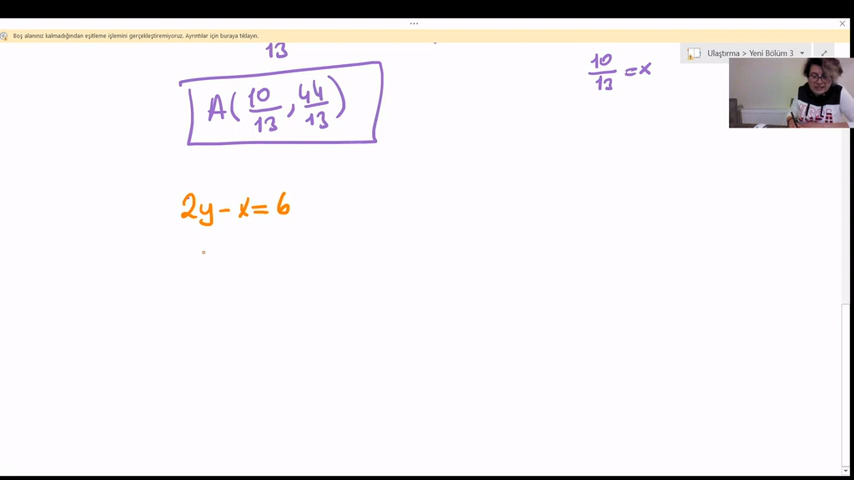 Boş alanınız kalmadığından eşitleme işlemini gerçekleştiremiyoruz. Ayrıntılar için buraya tıklayın.
Ulaştırma > Yeni Bölüm 3
13
10/13 = x
A(10/13, 44/13)
2y - x = 6